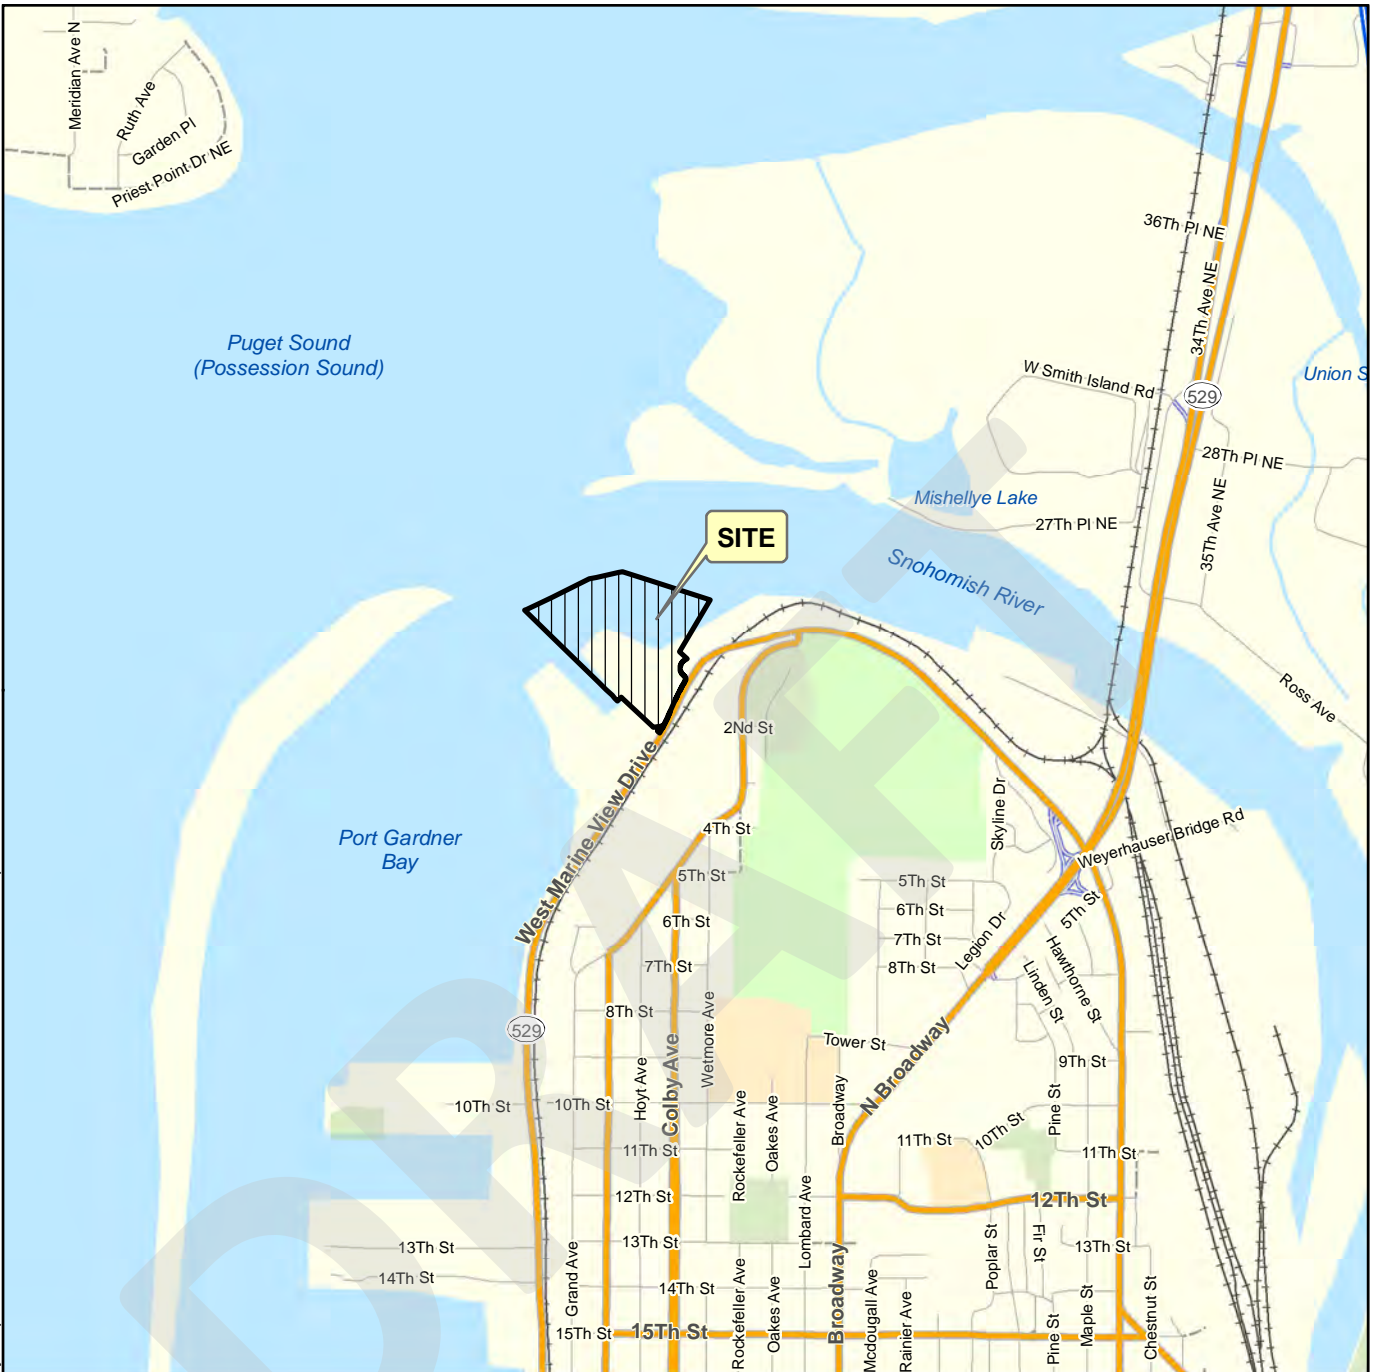 Meridian Ave N
Ruth Ave
Garden Pl
Priest Point Dr NE
36Th Pl NE
34Th Ave NE
Puget Sound
(Possession Sound)
W Smith Island Rd
Union S
529
28Th Pl NE
35Th Ave NE
Mishellye Lake
27Th Pl NE
SITE
Snohomish River
Ross Ave
2Nd St
West Marine View Drive
Skyline Dr
4Th St
Port Gardner
Bay
Weyerhauser Bridge Rd
5Th St
5Th St
6Th St
6Th St
5Th St
Legion Dr
7Th St
Hawthorne St
7Th St
8Th St
Linden St
8Th St
Wetmore Ave
529
Colby Ave
Tower St
N Broadway
9Th St
Hoyt Ave
10Th St
10Th St
Rockefeller Ave
Oakes Ave
Broadway
Pine St
11Th St
10Th St
11Th St
11Th St
12Th St
Lombard Ave
12Th St
13Th St
13Th St
Poplar St
Fir St
13Th St
14Th St
Grand Ave
14Th St
Rockefeller Ave
Oakes Ave
Broadway
Mcdougall Ave
Rainier Ave
Pine St
Maple St
Chestnut St
15Th St
15Th St
DRAFT